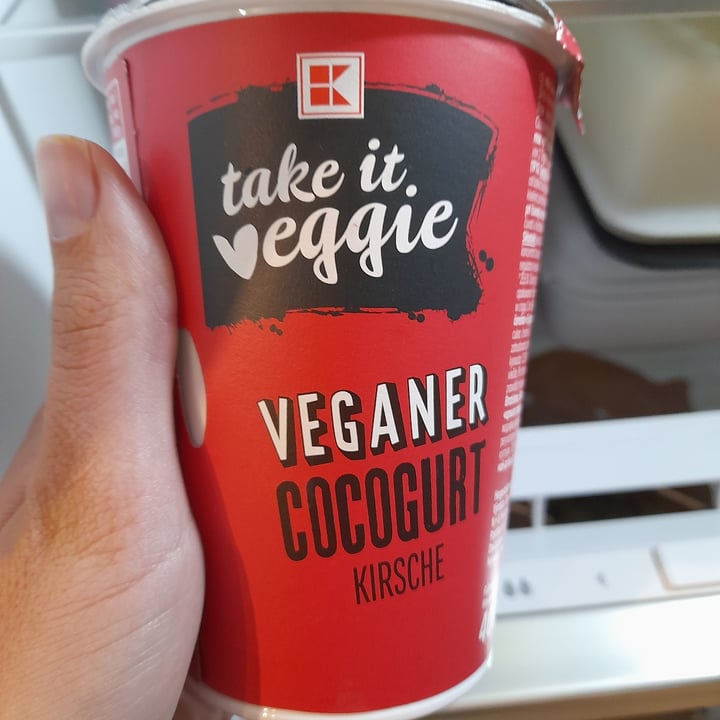 take it
veggie
VEGANER
COCOGURT
KIRSCHE